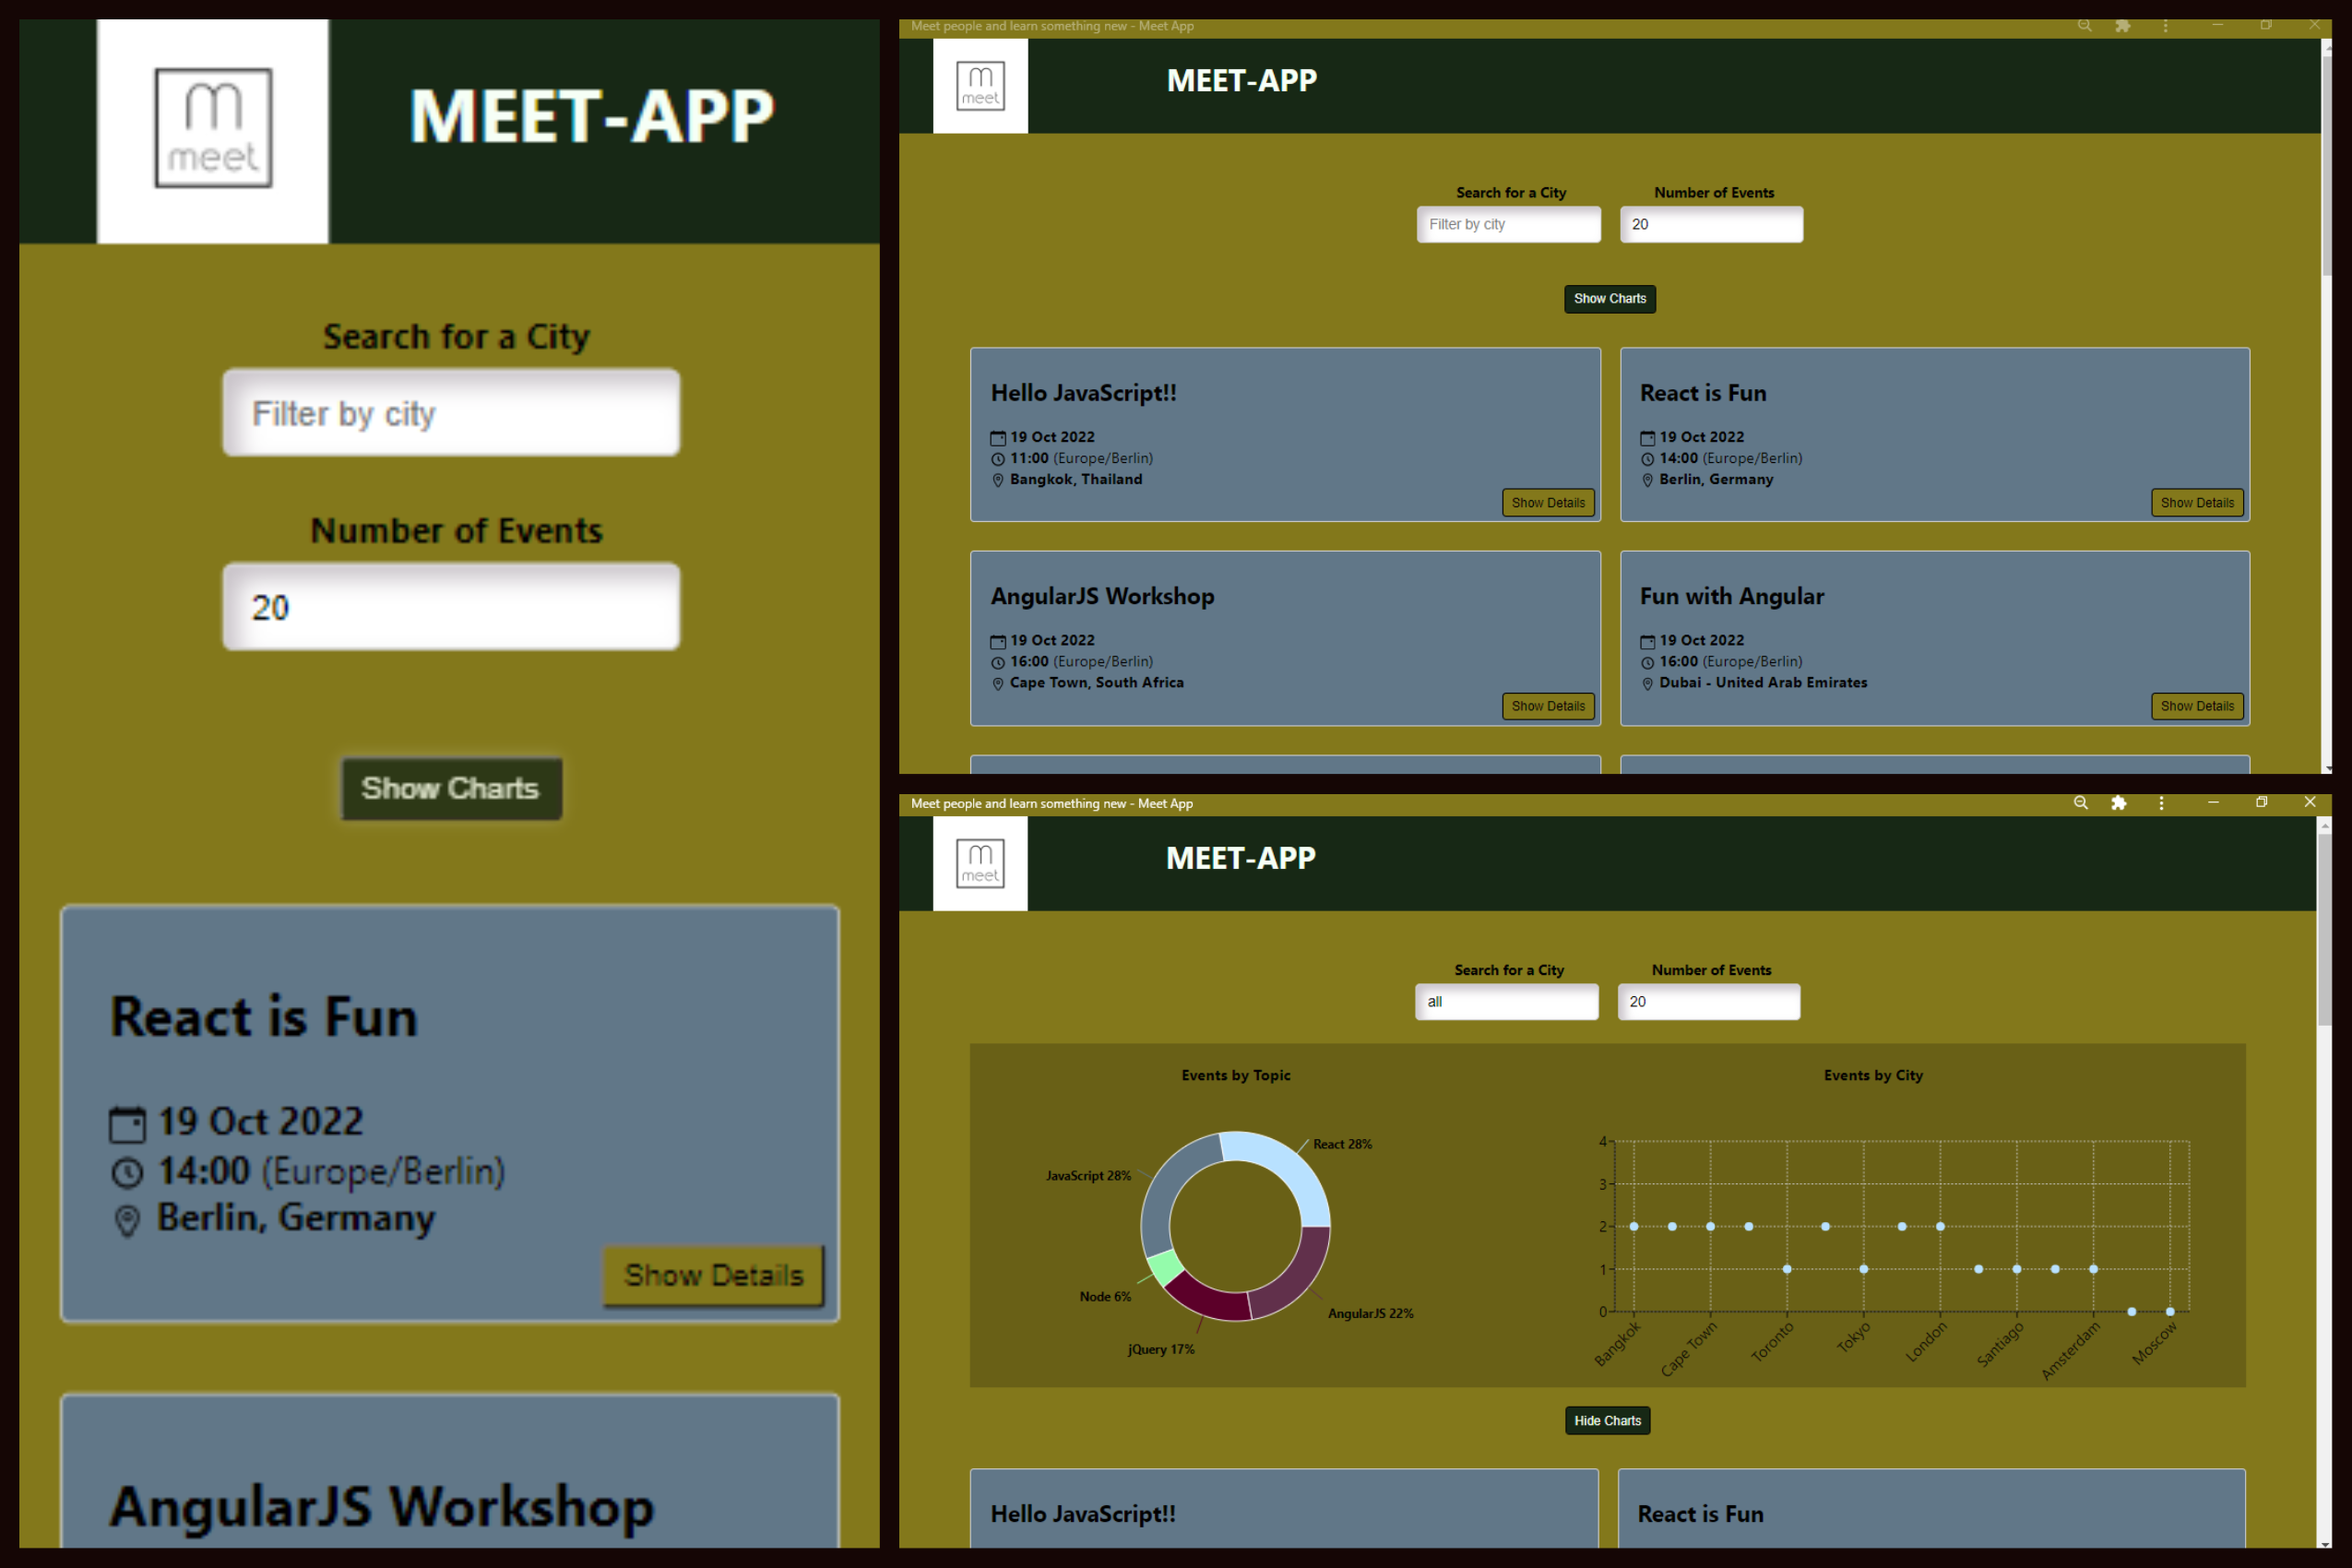 m
meet
MEET-APP
Search for a City
Filter by city
Number of Events
20
Show Charts
React is Fun
19 Oct 2022
14:00 (Europe/Berlin)
Berlin, Germany
Show Details
AngularJS Workshop
Meet people and learn something new - Meet App
m
meet
MEET-APP
Search for a City
Number of Events
Filter by city
20
Show Charts
Hello JavaScript!!
19 Oct 2022
11:00 (Europe/Berlin)
Bangkok, Thailand
Show Details
React is Fun
19 Oct 2022
14:00 (Europe/Berlin)
Berlin, Germany
Show Details
AngularJS Workshop
19 Oct 2022
16:00 (Europe/Berlin)
Cape Town, South Africa
Show Details
Fun with Angular
19 Oct 2022
16:00 (Europe/Berlin)
Dubai - United Arab Emirates
Show Details
Meet people and learn something new - Meet App
m
meet
MEET-APP
Search for a City
Number of Events
all
20
Events by Topic
React 28%
JavaScript 28%
Node 6%
jQuery 17%
AngularJS 22%
Events by City
4
3
2
1
0
Bangkok
Cape Town
Toronto
Tokyo
London
Santiago
Amsterdam
Moscow
Hide Charts
Hello JavaScript!!
React is Fun